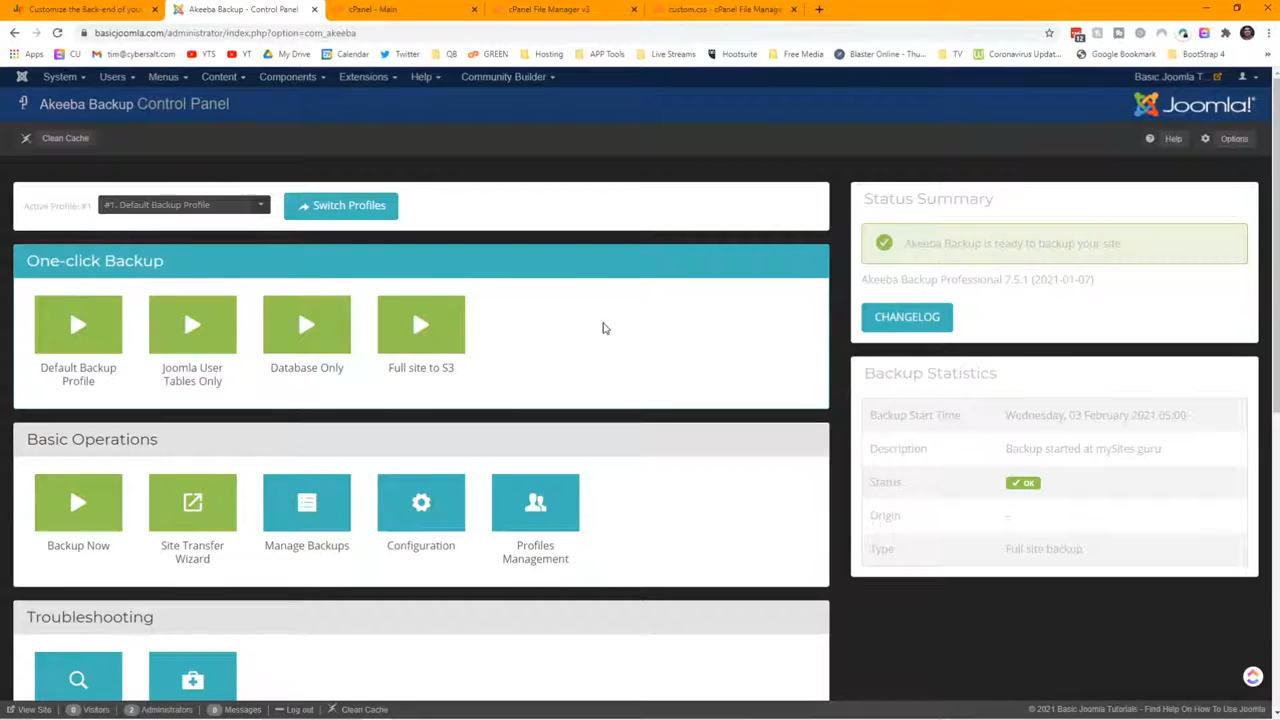 Customize the Back-end of your
Akeeba Backup - Control Panel
cPanel - Main
cPanel File Manager v3
custom.css - cPanel File Manage
basicjoomla.com/administrator/index.php?option=com_akeeba
12
Apps
CU
tim@cybersalt.com
YTS
YT
My Drive
Calendar
Twitter
QB
GREEN
Hosting
APP Tools
Live Streams
Hootsuite
Free Media
Blaster Online - Thu...
TV
Coronavirus Updat...
Google Bookmark
BootStrap 4
System
Users
Menus
Content
Components
Extensions
Help
Community Builder
Basic Joomla T...
Akeeba Backup Control Panel
Joomla!
Clean Cache
Help
Options
Active Profile: #1
#1. Default Backup Profile
Switch Profiles
Status Summary
Akeeba Backup is ready to backup your site
Akeeba Backup Professional 7.5.1 (2021-01-07)
CHANGELOG
One-click Backup
Default Backup Profile
Joomla User Tables Only
Database Only
Full site to S3
Backup Statistics
Backup Start Time
Wednesday, 03 February 2021 05:00
Description
Backup started at mySites.guru
Status
OK
Origin
–
Type
Full site backup
Basic Operations
Backup Now
Site Transfer Wizard
Manage Backups
Configuration
Profiles Management
Troubleshooting
View Site
0 Visitors
2 Administrators
0 Messages
Log out
Clean Cache
© 2021 Basic Joomla Tutorials - Find Help On How To Use Joomla